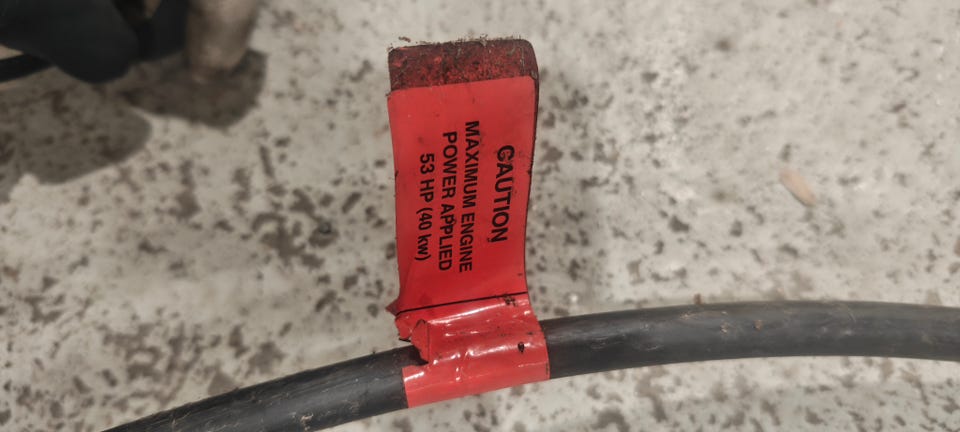 CAUTION
MAXIMUM ENGINE
POWER APPLIED
53 HP (40 kw)